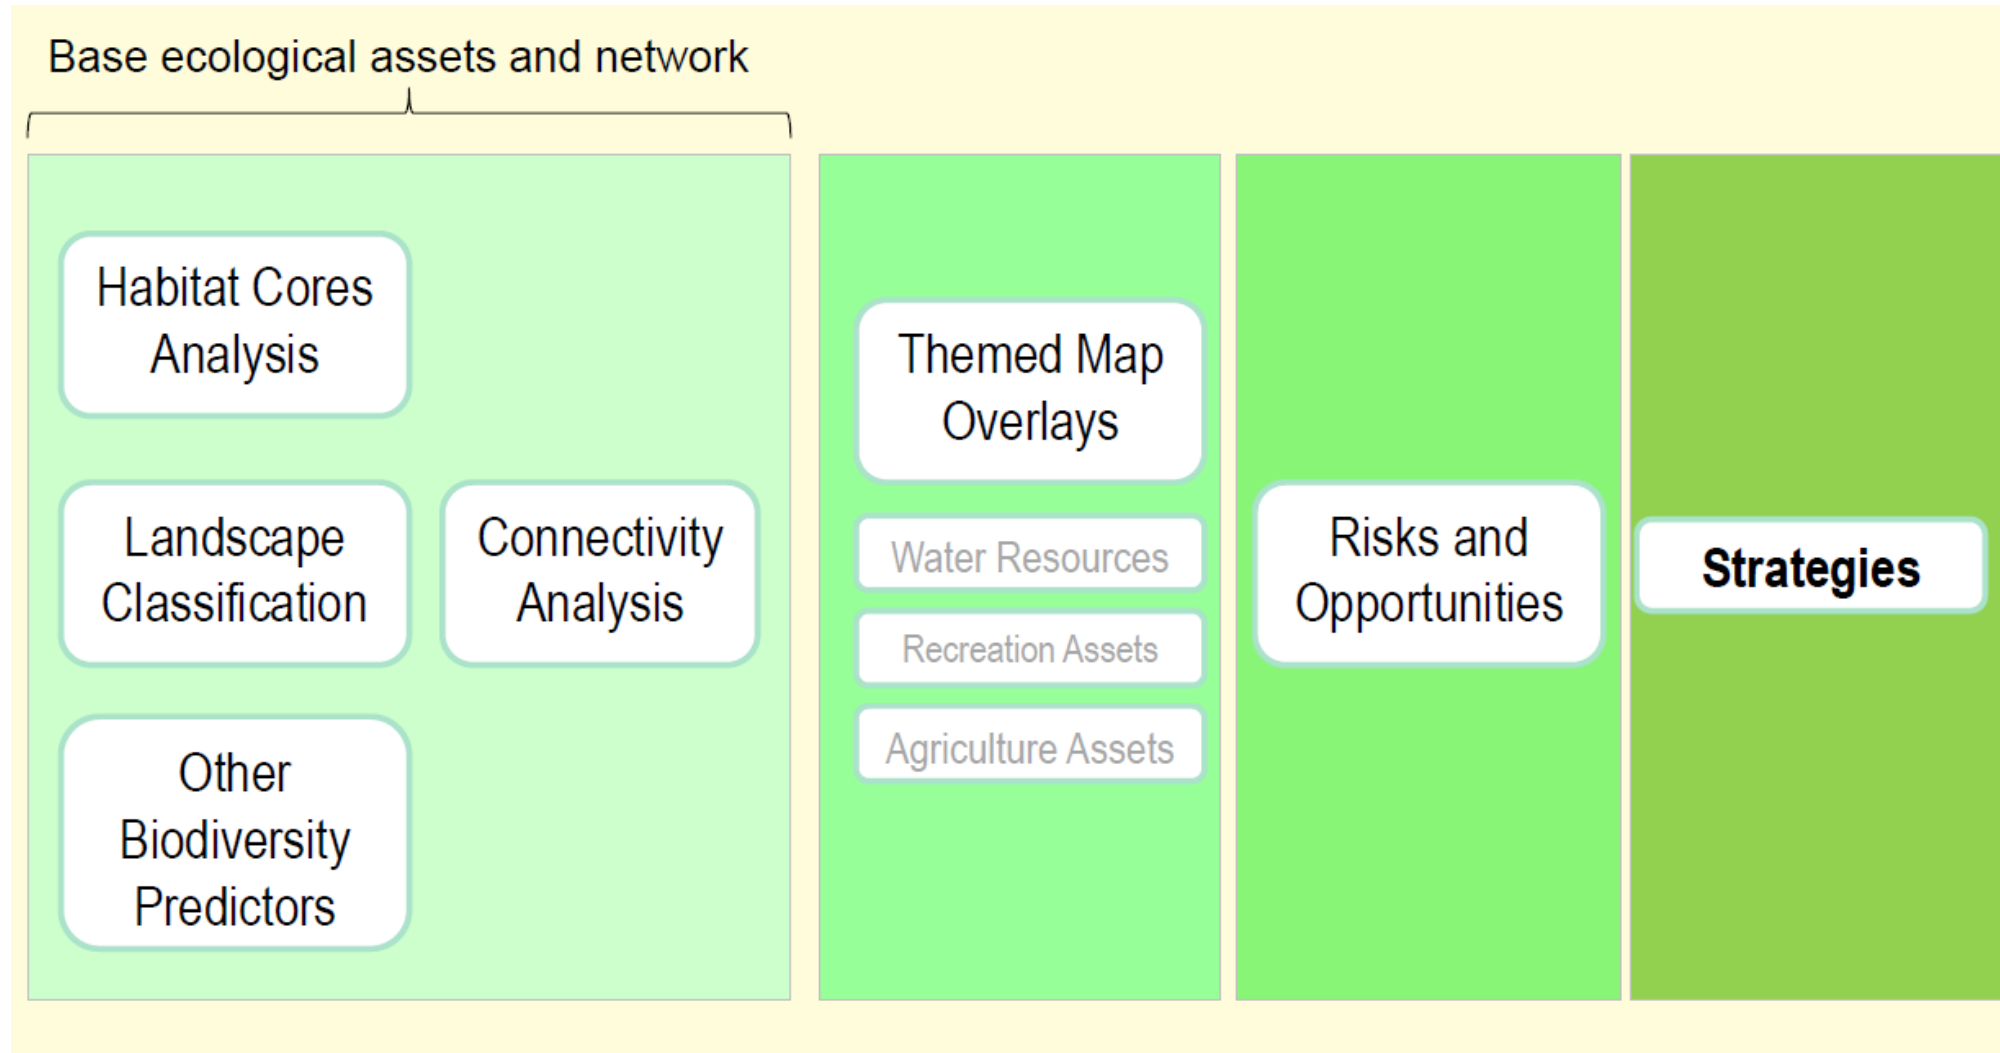 Base ecological assets and network
Habitat Cores
Analysis
Landscape
Classification
Other
Biodiversity
Predictors
Connectivity
Analysis
Themed Map
Overlays
Water Resources
Recreation Assets
Agriculture Assets
Risks and
Opportunities
Strategies